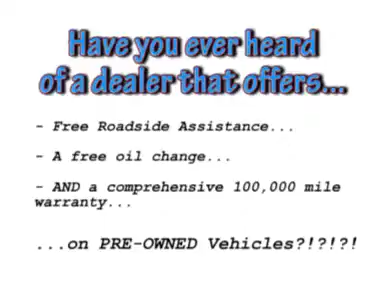 Have you ever heard
of a dealer that offers...
- Free Roadside Assistance...
- A free oil change...
- AND a comprehensive 100,000 mile
warranty...
...on PRE-OWNED Vehicles?!?!?!